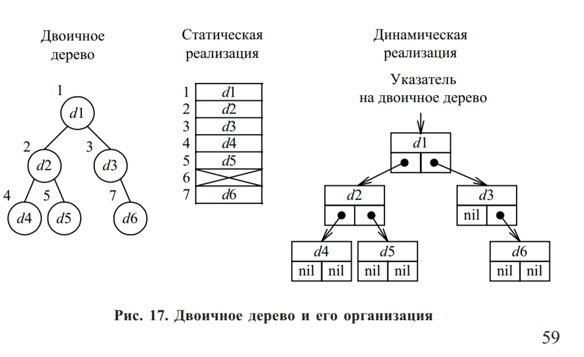 Двоичное
дерево
1
d1
2
3
d2
d3
4
5
7
d4
d5
d6
Статическая
реализация
1 d1
2 d2
3 d3
4 d4
5 d5
6
7 d6
Динамическая
реализация
Указатель
на двоичное дерево
d1
d2
d3
nil
d4
d5
d6
nil nil
nil nil
nil nil
Рис. 17. Двоичное дерево и его организация
59